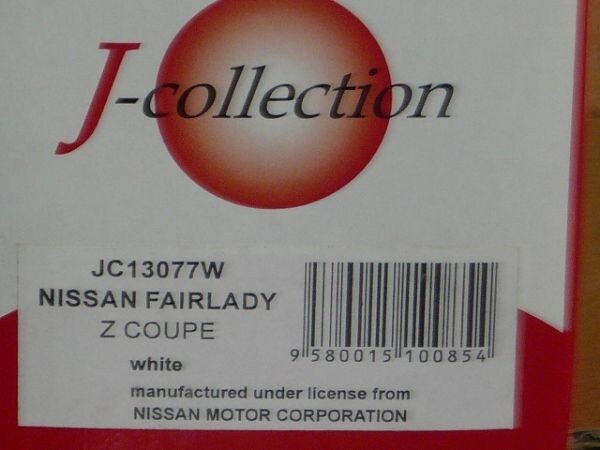 J-collection
JC13077W
NISSAN FAIRLADY
Z COUPE
white
manufactured under license from
NISSAN MOTOR CORPORATION
9 580015 100854